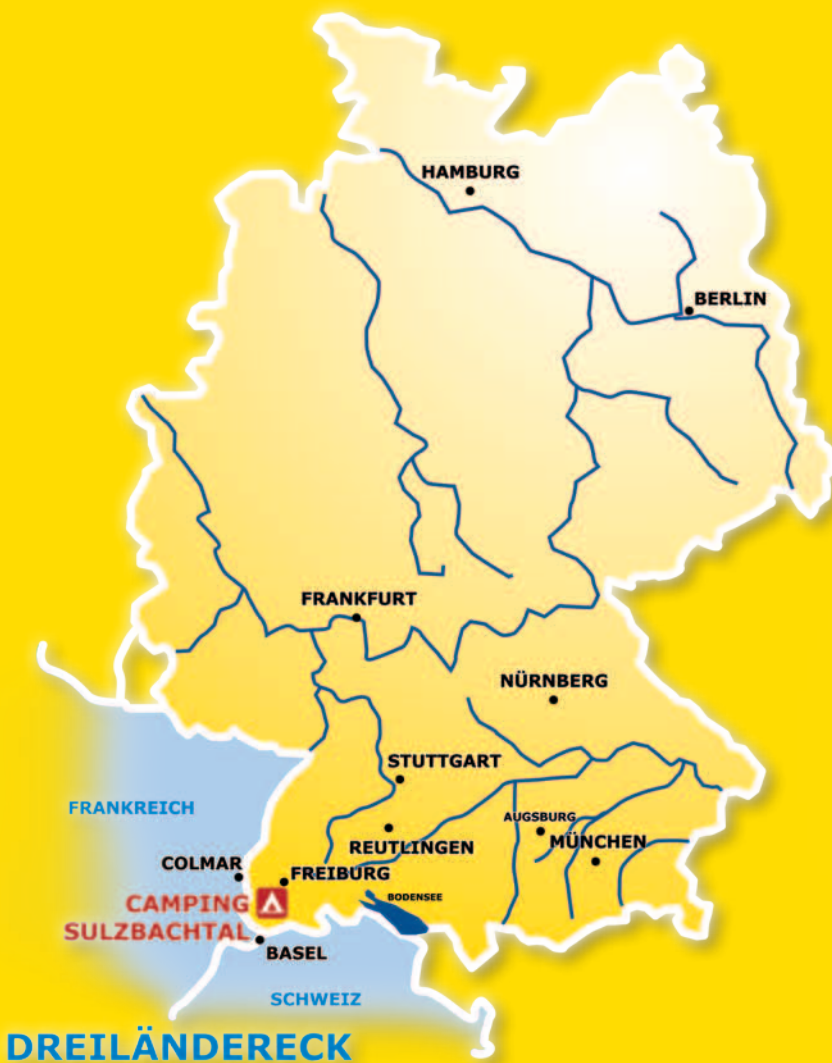 HAMBURG
BERLIN
FRANKFURT
NÜRNBERG
STUTTGART
FRANKREICH
AUGSBURG
REUTLINGEN
MÜNCHEN
COLMAR
FREIBURG
BODENSEE
CAMPING
SULZBACHTAL
BASEL
SCHWEIZ
DREILÄNDERECK